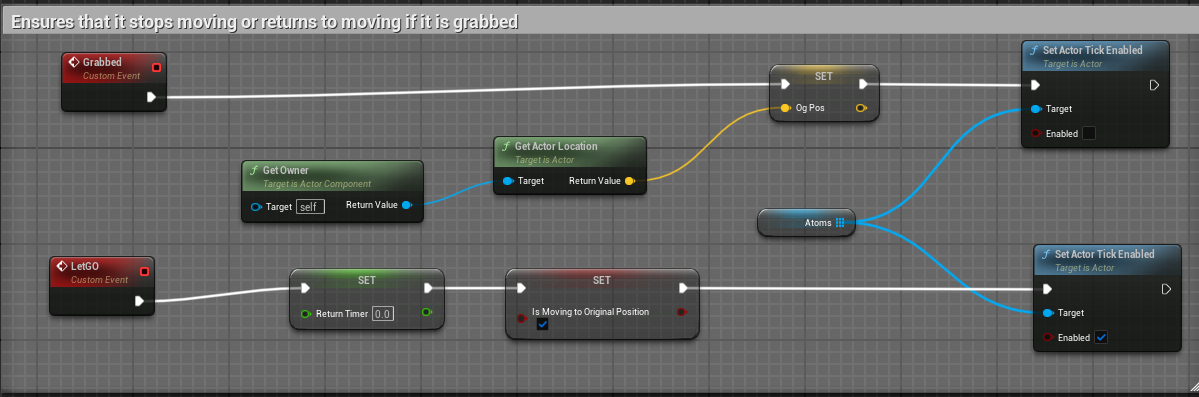 Ensures that it stops moving or returns to moving if it is grabbed
Grabbed
Custom Event
SET
Og Pos
Set Actor Tick Enabled
Target is Actor
Target
Enabled
Get Actor Location
Target is Actor
Target Return Value
Get Owner
Target is Actor Component
Target self Return Value
Atoms
LetGO
Custom Event
SET
Return Timer 0.0
SET
Is Moving to Original Position
Set Actor Tick Enabled
Target is Actor
Target
Enabled